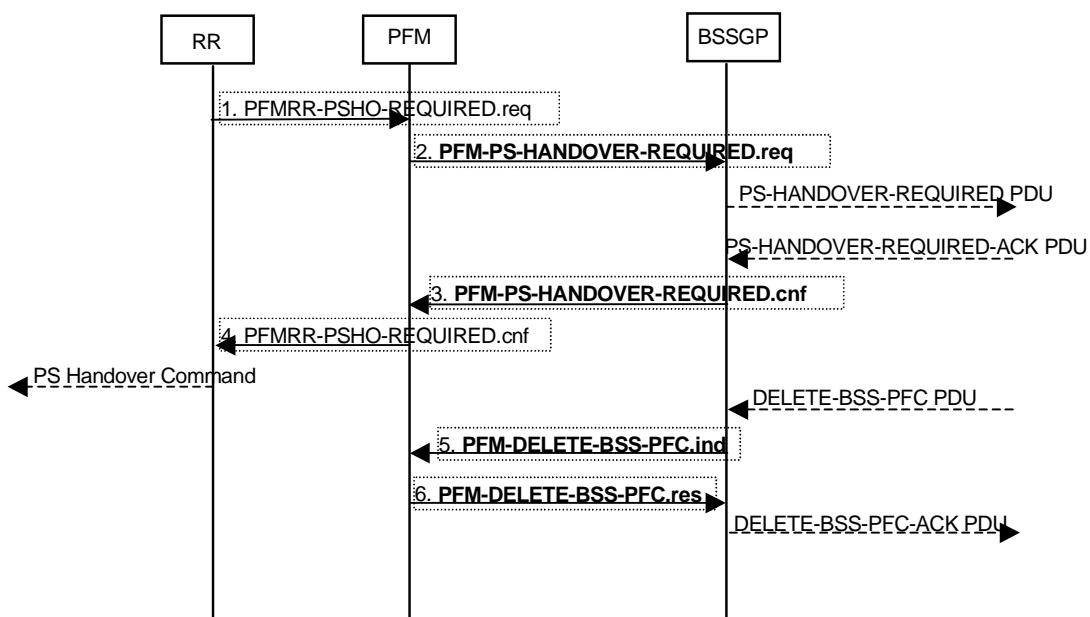 RR
PFM
BSSGP
1. PFMRR-PSHO-REQUIRED.req
2. PFM-PS-HANDOVER-REQUIRED.req
PS-HANDOVER-REQUIRED PDU
PS-HANDOVER-REQUIRED-ACK PDU
3. PFM-PS-HANDOVER-REQUIRED.cnf
4. PFMRR-PSHO-REQUIRED.cnf
PS Handover Command
DELETE-BSS-PFC PDU
5. PFM-DELETE-BSS-PFC.ind
6. PFM-DELETE-BSS-PFC.res
DELETE-BSS-PFC-ACK PDU